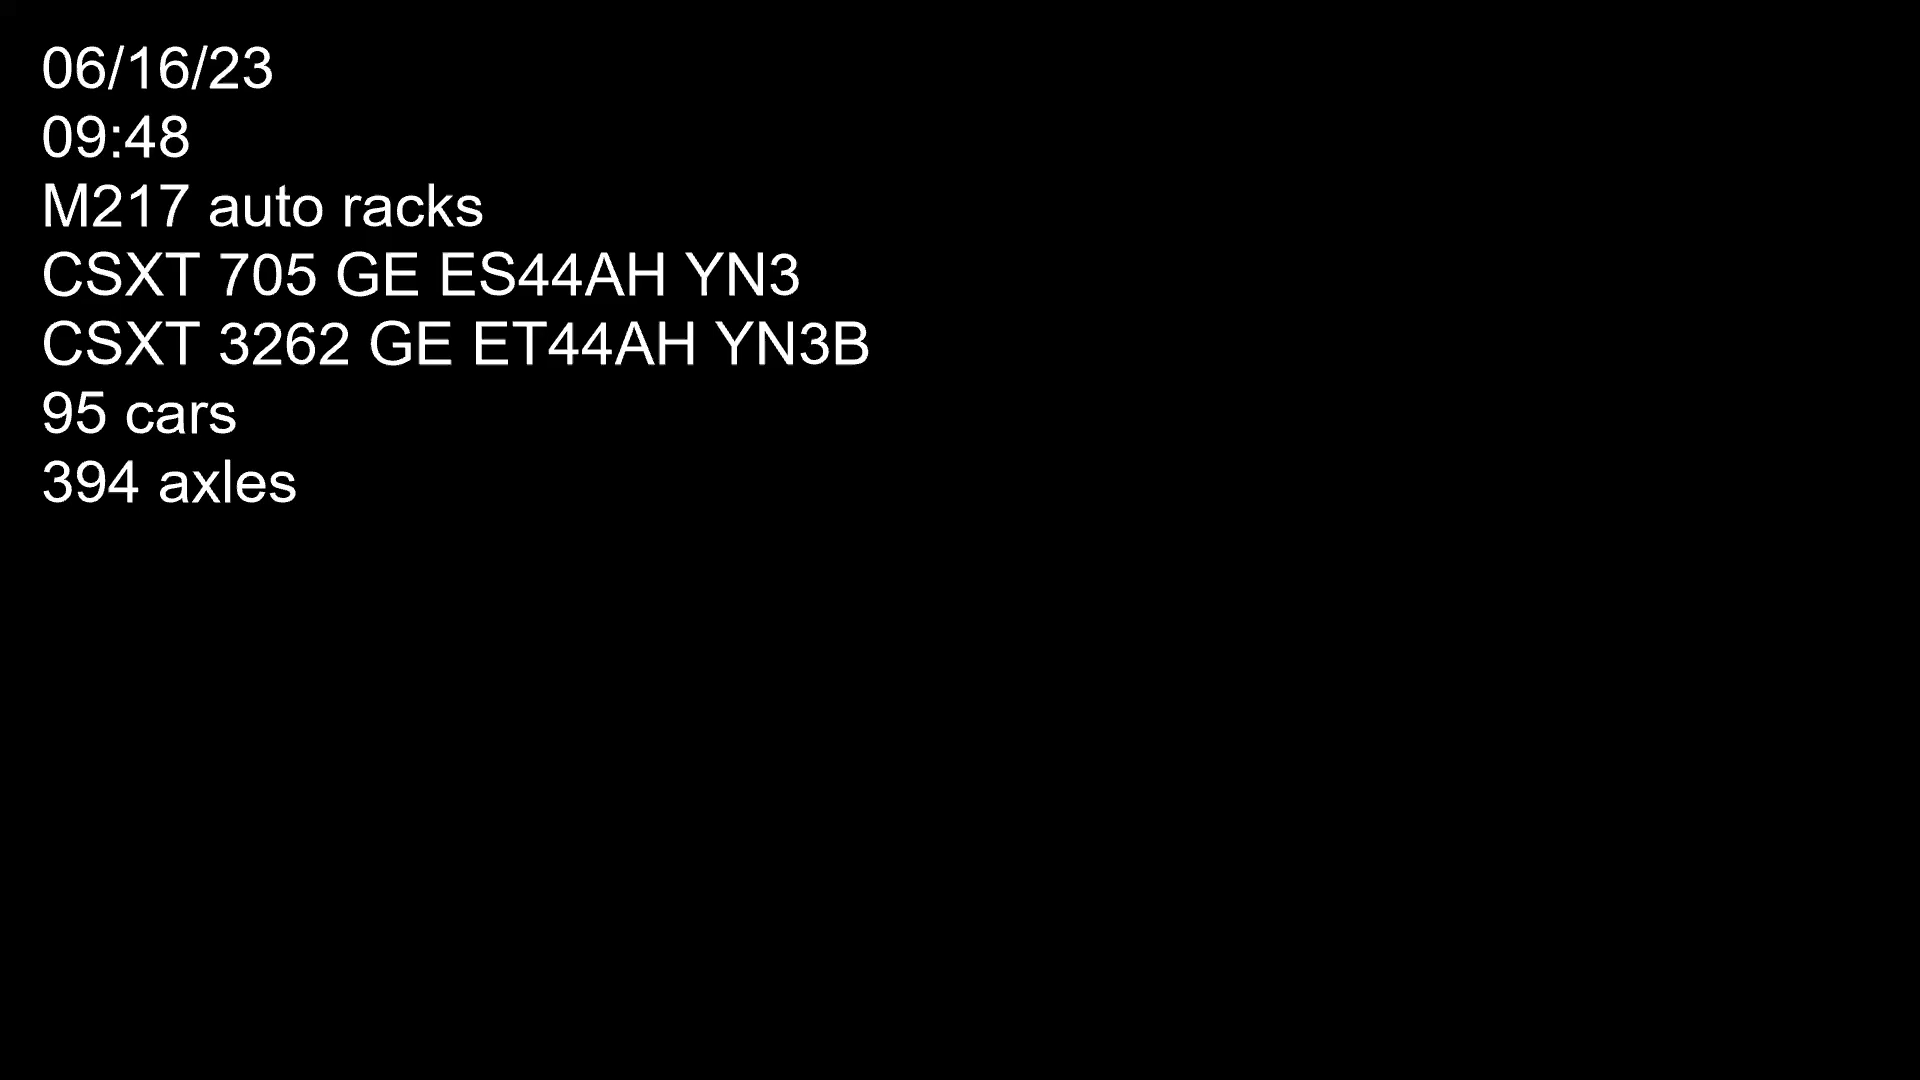 06/16/23
09:48
M217 auto racks
CSXT 705 GE ES44AH YN3
CSXT 3262 GE ET44AH YN3B
95 cars
394 axles